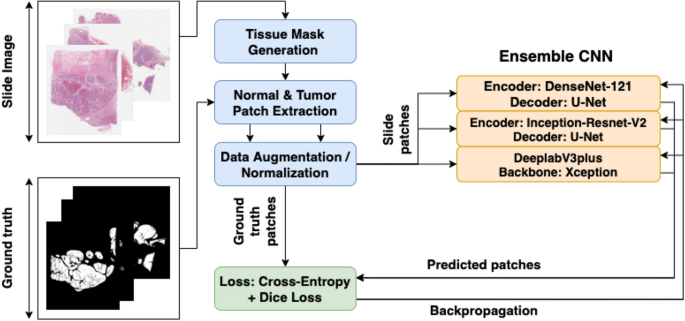 Slide Image
Tissue Mask
Generation
Normal & Tumor
Patch Extraction
Data Augmentation /
Normalization
Slide
patches
Ensemble CNN
Encoder: DenseNet-121
Decoder: U-Net
Encoder: Inception-Resnet-V2
Decoder: U-Net
DeeplabV3plus
Backbone: Xception
Ground truth
Ground
truth
patches
Loss: Cross-Entropy
+ Dice Loss
Predicted patches
Backpropagation